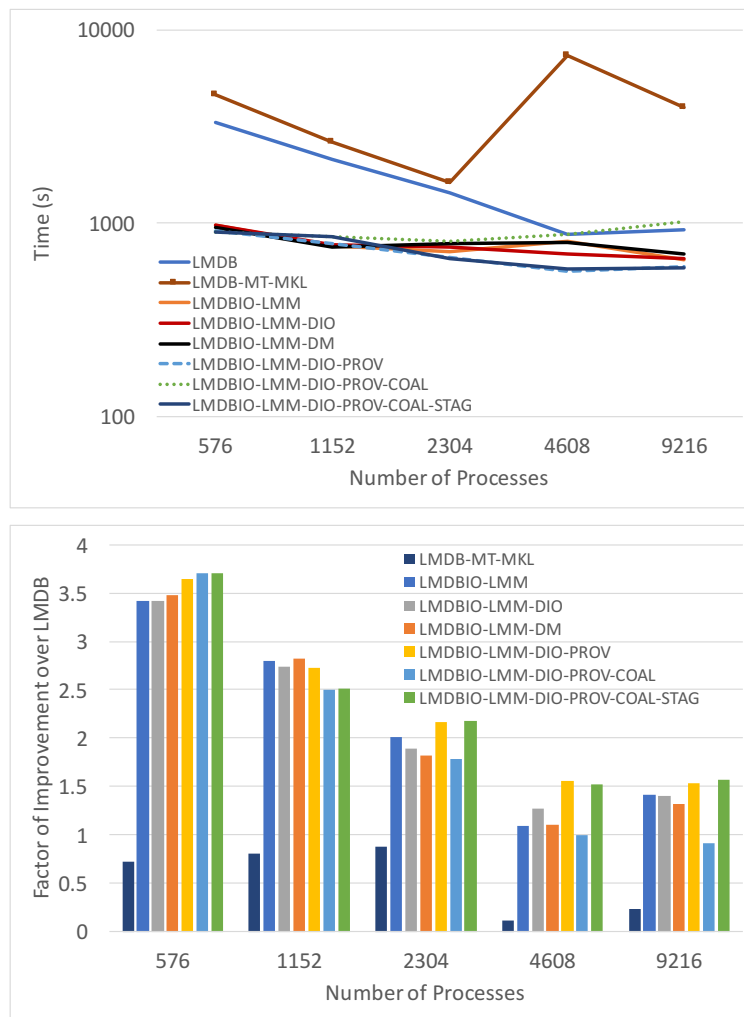 10000
1000
100
Time (s)
LMDB
LMDB-MT-MKL
LMDBIO-LMM
LMDBIO-LMM-DIO
LMDBIO-LMM-DM
LMDBIO-LMM-DIO-PROV
LMDBIO-LMM-DIO-PROV-COAL
LMDBIO-LMM-DIO-PROV-COAL-STAG
576 1152 2304 4608 9216
Number of Processes
4
3.5
3
2.5
2
1.5
1
0.5
0
Factor of Improvement over LMDB
LMDB-MT-MKL
LMDBIO-LMM
LMDBIO-LMM-DIO
LMDBIO-LMM-DM
LMDBIO-LMM-DIO-PROV
LMDBIO-LMM-DIO-PROV-COAL
LMDBIO-LMM-DIO-PROV-COAL-STAG
576 1152 2304 4608 9216
Number of Processes